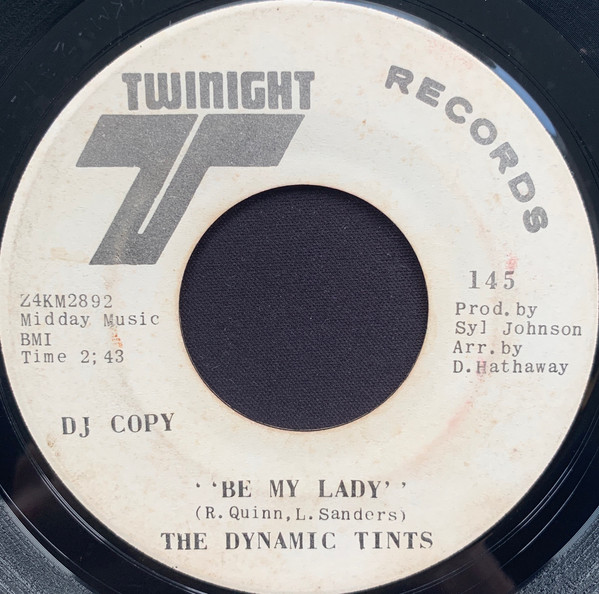 TWINIGHT
RECORDS
T
145
Z4KM2892
Midday Music
BMI
Time 2;43
Prod. by
Syl Johnson
Arr. by
D. Hathaway
DJ COPY
‘‘BE MY LADY’’
(R. Quinn, L. Sanders)
THE DYNAMIC TINTS